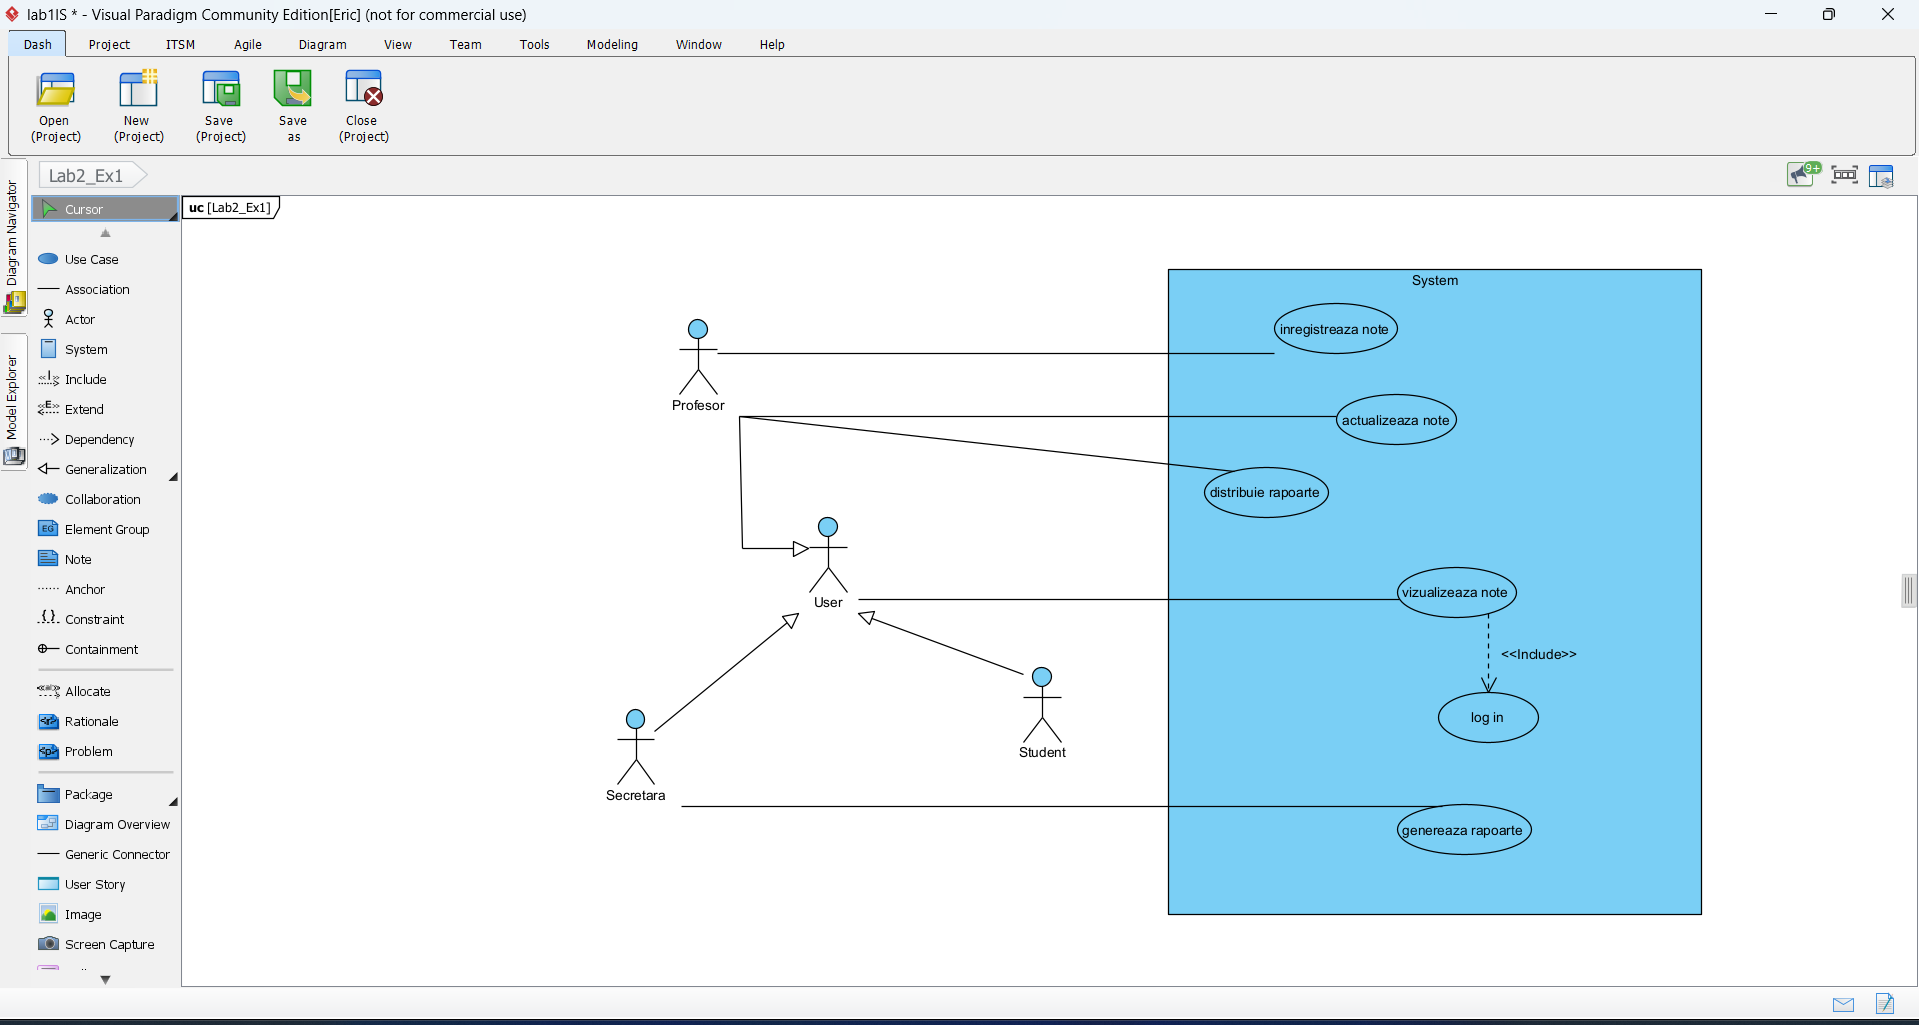 lab1IS * - Visual Paradigm Community Edition[Eric] (not for commercial use)
Dash Project ITSM Agile Diagram View Team Tools Modeling Window Help
Open (Project)
New (Project)
Save (Project)
Save as
Close (Project)
Lab2_Ex1
9+
Diagram Navigator
Model Explorer
Cursor
Use Case
Association
Actor
System
Include
Extend
Dependency
Generalization
Collaboration
Element Group
Note
Anchor
Constraint
Containment
Allocate
Rationale
Problem
Package
Diagram Overview
Generic Connector
User Story
Image
Screen Capture
uc [Lab2_Ex1]
System
inregistreaza note
Profesor
actualizeaza note
distribuie rapoarte
User
vizualizeaza note
<<Include>>
log in
Student
Secretara
genereaza rapoarte